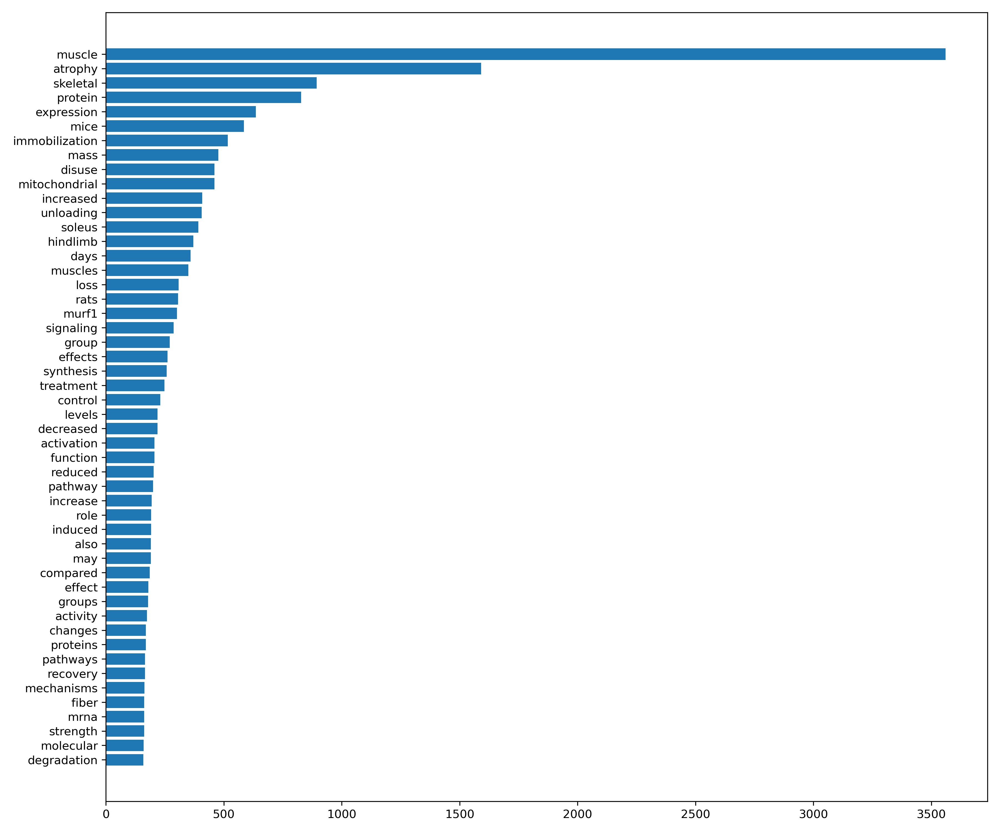 muscle
atrophy
skeletal
protein
expression
mice
immobilization
mass
disuse
mitochondrial
increased
unloading
soleus
hindlimb
days
muscles
loss
rats
murf1
signaling
group
effects
synthesis
treatment
control
levels
decreased
activation
function
reduced
pathway
increase
role
induced
also
may
compared
effect
groups
activity
changes
proteins
pathways
recovery
mechanisms
fiber
mrna
strength
molecular
degradation
0 500 1000 1500 2000 2500 3000 3500